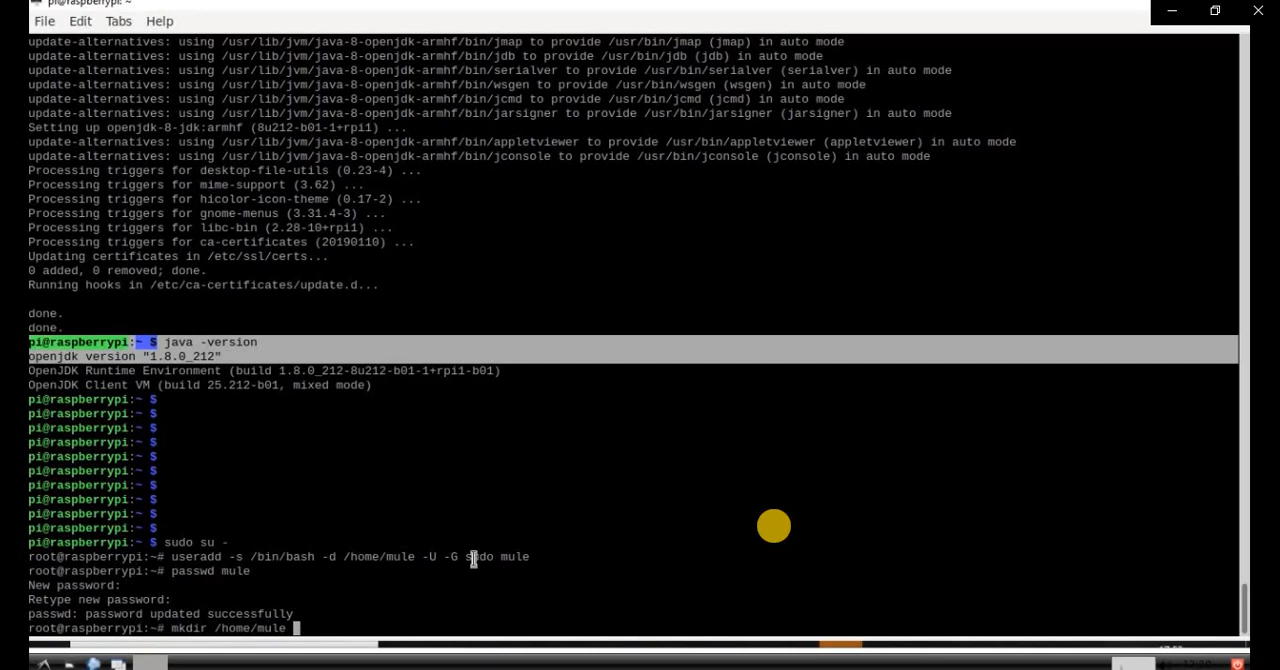 pi@raspberrypi: ~
File Edit Tabs Help
update-alternatives: using /usr/lib/jvm/java-8-openjdk-armhf/bin/jmap to provide /usr/bin/jmap (jmap) in auto mode
update-alternatives: using /usr/lib/jvm/java-8-openjdk-armhf/bin/jdb to provide /usr/bin/jdb (jdb) in auto mode
update-alternatives: using /usr/lib/jvm/java-8-openjdk-armhf/bin/serialver to provide /usr/bin/serialver (serialver) in auto mode
update-alternatives: using /usr/lib/jvm/java-8-openjdk-armhf/bin/wsgen to provide /usr/bin/wsgen (wsgen) in auto mode
update-alternatives: using /usr/lib/jvm/java-8-openjdk-armhf/bin/jcmd to provide /usr/bin/jcmd (jcmd) in auto mode
update-alternatives: using /usr/lib/jvm/java-8-openjdk-armhf/bin/jarsigner to provide /usr/bin/jarsigner (jarsigner) in auto mode
Setting up openjdk-8-jdk:armhf (8u212-b01-1+rpi1) ...
update-alternatives: using /usr/lib/jvm/java-8-openjdk-armhf/bin/appletviewer to provide /usr/bin/appletviewer (appletviewer) in auto mode
update-alternatives: using /usr/lib/jvm/java-8-openjdk-armhf/bin/jconsole to provide /usr/bin/jconsole (jconsole) in auto mode
Processing triggers for desktop-file-utils (0.23-4) ...
Processing triggers for mime-support (3.62) ...
Processing triggers for hicolor-icon-theme (0.17-2) ...
Processing triggers for gnome-menus (3.31.4-3) ...
Processing triggers for libc-bin (2.28-10+rpi1) ...
Processing triggers for ca-certificates (20190110) ...
Updating certificates in /etc/ssl/certs...
0 added, 0 removed; done.
Running hooks in /etc/ca-certificates/update.d...
done.
done.
pi@raspberrypi:~ $ java -version
openjdk version "1.8.0_212"
OpenJDK Runtime Environment (build 1.8.0_212-8u212-b01-1+rpi1-b01)
OpenJDK Client VM (build 25.212-b01, mixed mode)
pi@raspberrypi:~ $
pi@raspberrypi:~ $
pi@raspberrypi:~ $
pi@raspberrypi:~ $
pi@raspberrypi:~ $
pi@raspberrypi:~ $
pi@raspberrypi:~ $
pi@raspberrypi:~ $
pi@raspberrypi:~ $
pi@raspberrypi:~ $
pi@raspberrypi:~ $ sudo su -
root@raspberrypi:~# useradd -s /bin/bash -d /home/mule -U -G sudo mule
root@raspberrypi:~# passwd mule
New password:
Retype new password:
passwd: password updated successfully
root@raspberrypi:~# mkdir /home/mule